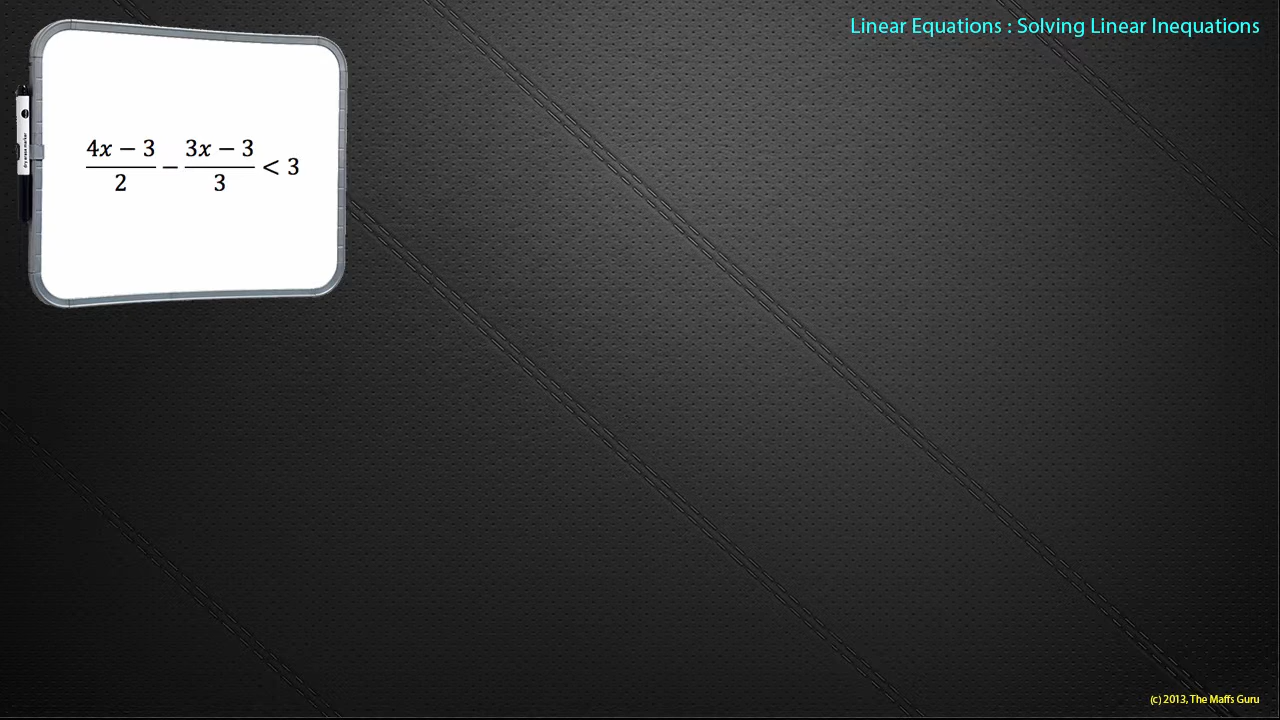 Linear Equations : Solving Linear Inequations
(4x − 3)/2 − (3x − 3)/3 < 3
(c) 2013, The Maffs Guru